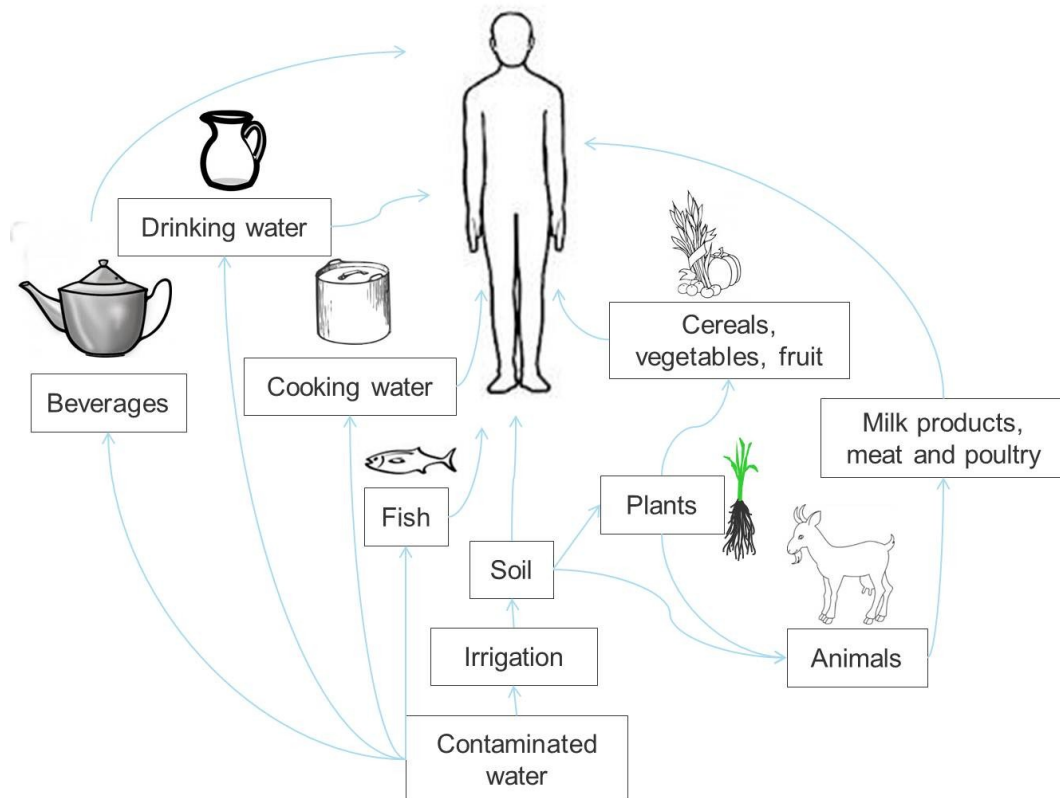 Drinking water
Cereals,
vegetables, fruit
Beverages
Cooking water
Milk products,
meat and poultry
Fish
Plants
Soil
Irrigation
Animals
Contaminated
water